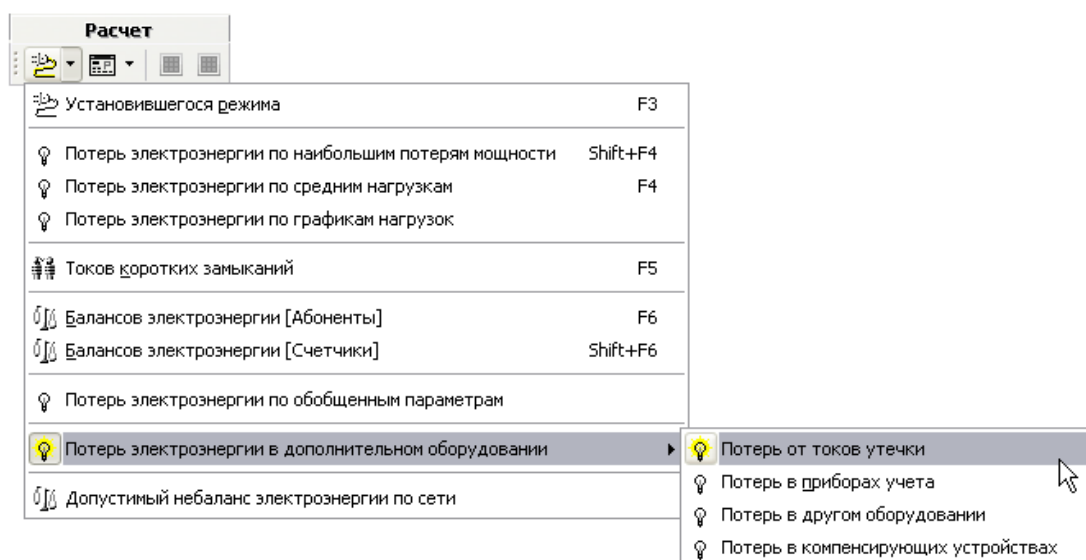 Расчет
Установившегося режима F3
Потерь электроэнергии по наибольшим потерям мощности Shift+F4
Потерь электроэнергии по средним нагрузкам F4
Потерь электроэнергии по графикам нагрузок
Токов коротких замыканий F5
Балансов электроэнергии [Абоненты] F6
Балансов электроэнергии [Счетчики] Shift+F6
Потерь электроэнергии по обобщенным параметрам
Потерь электроэнергии в дополнительном оборудовании
Потерь от токов утечки
Потерь в приборах учета
Допустимый небаланс электроэнергии по сети
Потерь в другом оборудовании
Потерь в компенсирующих устройствах